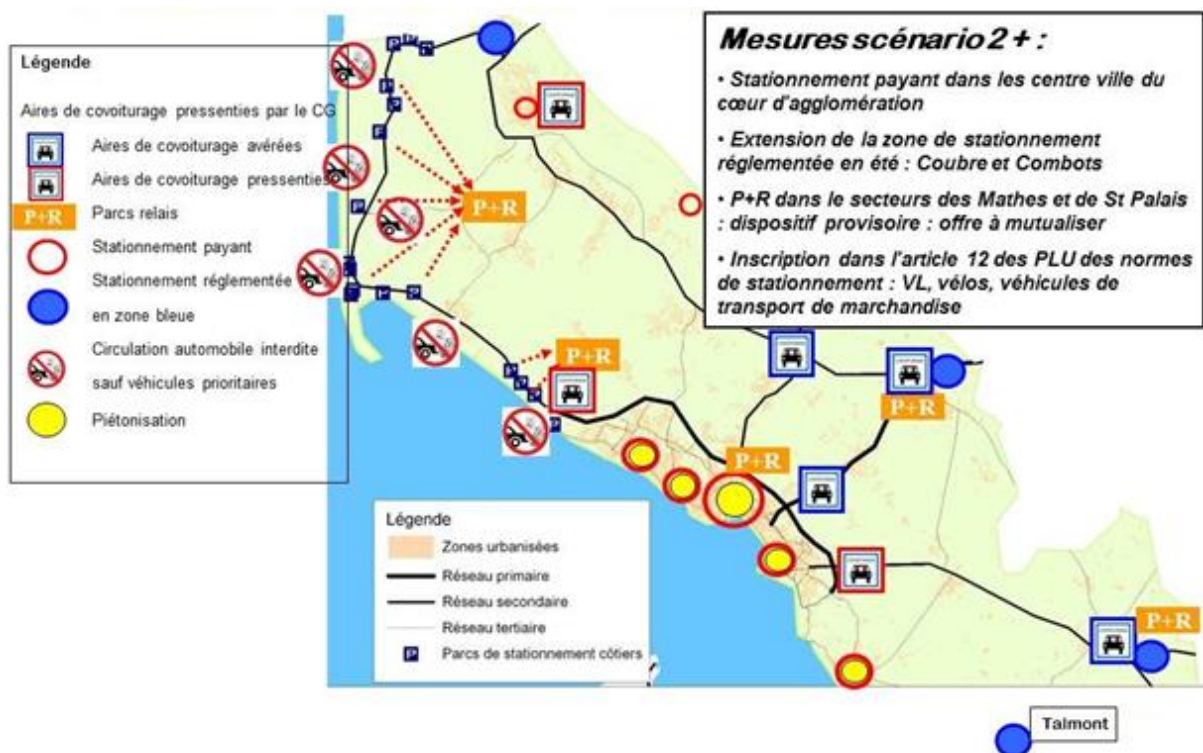 Légende
Aires de covoiturage pressenties par le CG
Aires de covoiturage avérées
Aires de covoiturage pressenties
P+R Parcs relais
Stationnement payant
Stationnement réglementée
en zone bleue
Circulation automobile interdite
sauf véhicules prioritaires
Piétonisation
Mesures scénario 2 + :
• Stationnement payant dans les centre ville du
cœur d'agglomération
• Extension de la zone de stationnement
réglementée en été : Coubre et Combots
• P+R dans le secteurs des Mathes et de St Palais
: dispositif provisoire : offre à mutualiser
• Inscription dans l'article 12 des PLU des normes
de stationnement : VL, vélos, véhicules de
transport de marchandise
P+R
P+R
P+R
P+R
P+R
Légende
Zones urbanisées
Réseau primaire
Réseau secondaire
Réseau tertiaire
P Parcs de stationnement côtiers
Talmont